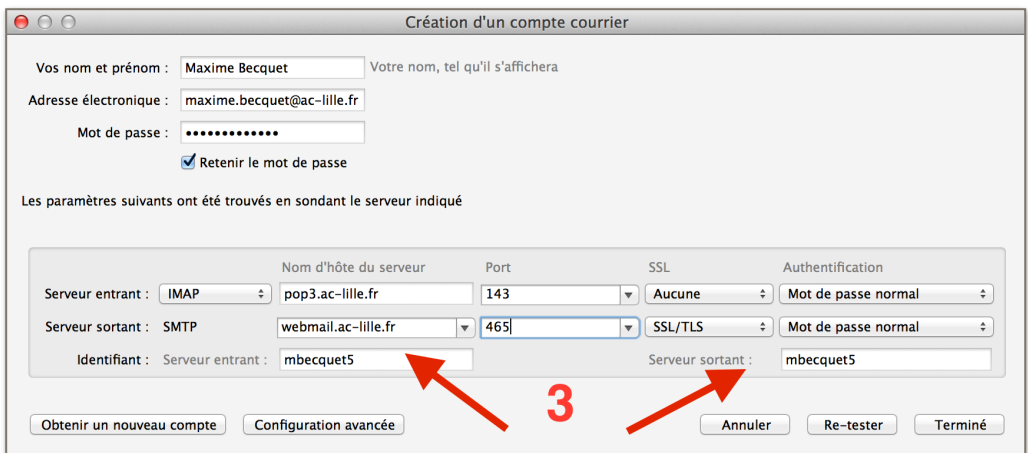 Création d'un compte courrier
Vos nom et prénom : Maxime Becquet Votre nom, tel qu'il s'affichera
Adresse électronique : maxime.becquet@ac-lille.fr
Mot de passe : •••••••••••••
Retenir le mot de passe
Les paramètres suivants ont été trouvés en sondant le serveur indiqué
Nom d'hôte du serveur Port SSL Authentification
Serveur entrant : IMAP pop3.ac-lille.fr 143 Aucune Mot de passe normal
Serveur sortant : SMTP webmail.ac-lille.fr 465 SSL/TLS Mot de passe normal
Identifiant : Serveur entrant : mbecquet5 Serveur sortant : mbecquet5
3
Obtenir un nouveau compte Configuration avancée Annuler Re-tester Terminé